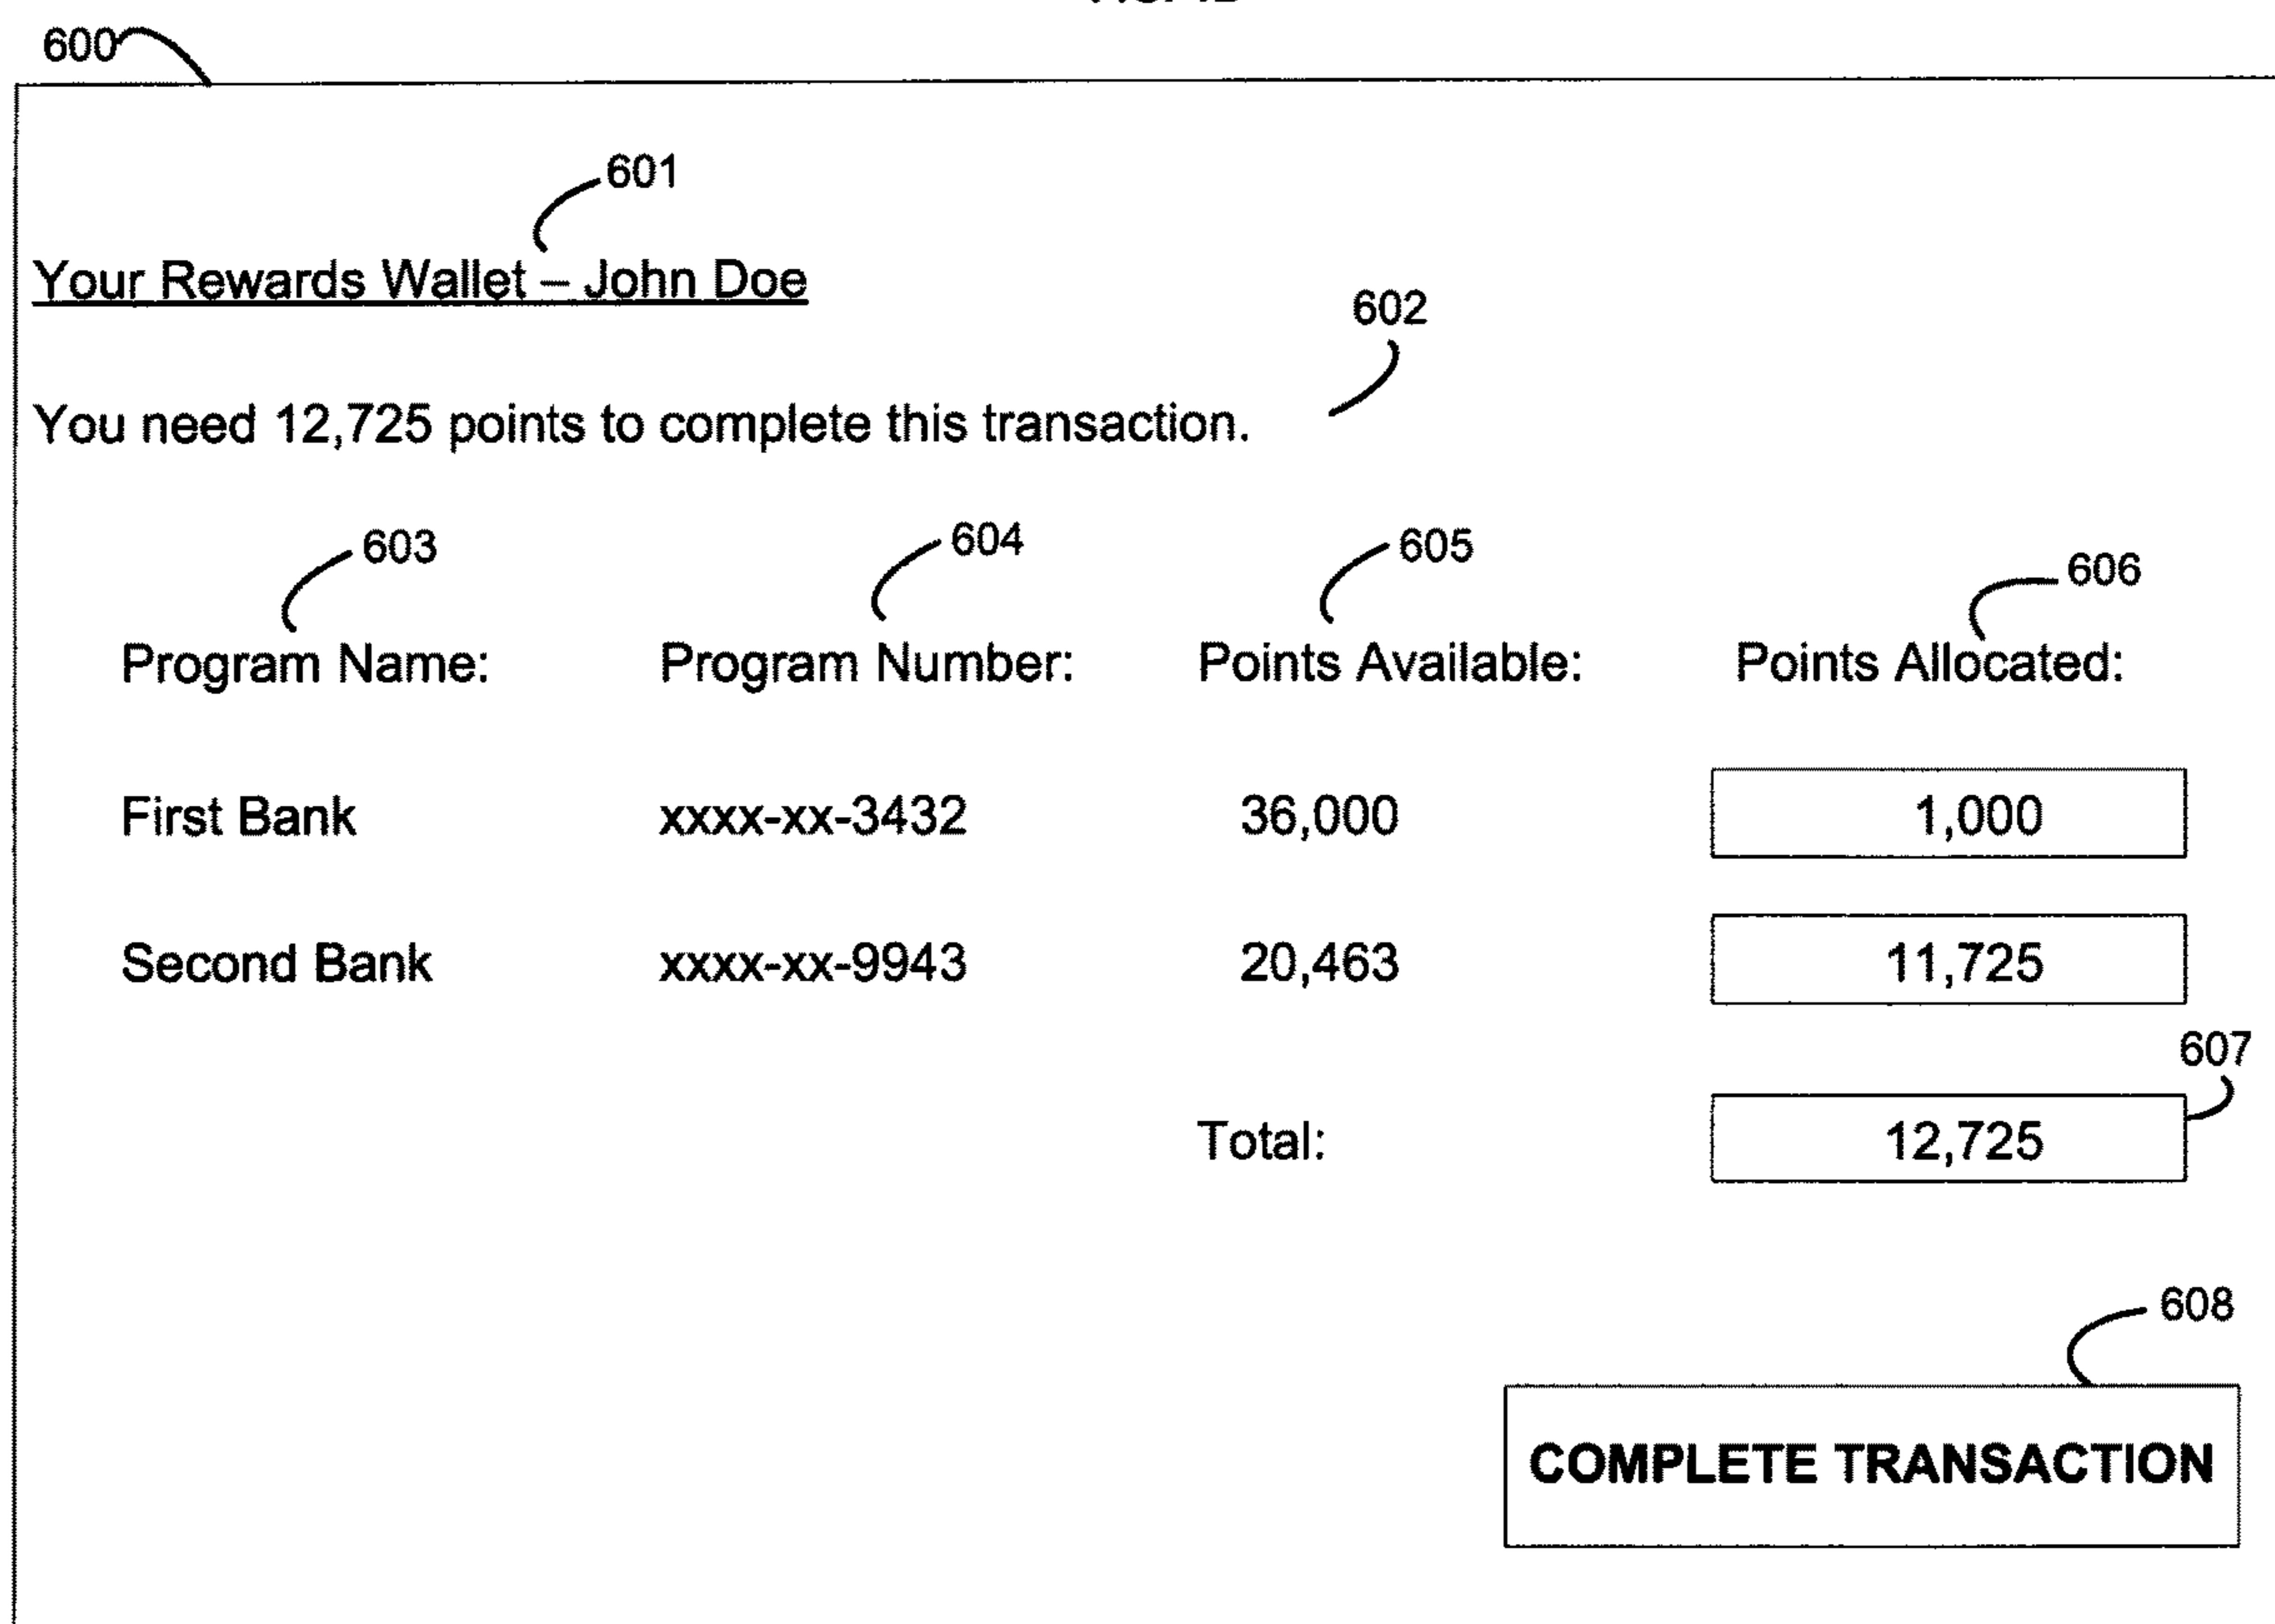 600
601
Your Rewards Wallet – John Doe
602
You need 12,725 points to complete this transaction.
603 604 605 606
Program Name: Program Number: Points Available: Points Allocated:
First Bank xxxx-xx-3432 36,000 1,000
Second Bank xxxx-xx-9943 20,463 11,725
607
Total: 12,725
608
COMPLETE TRANSACTION